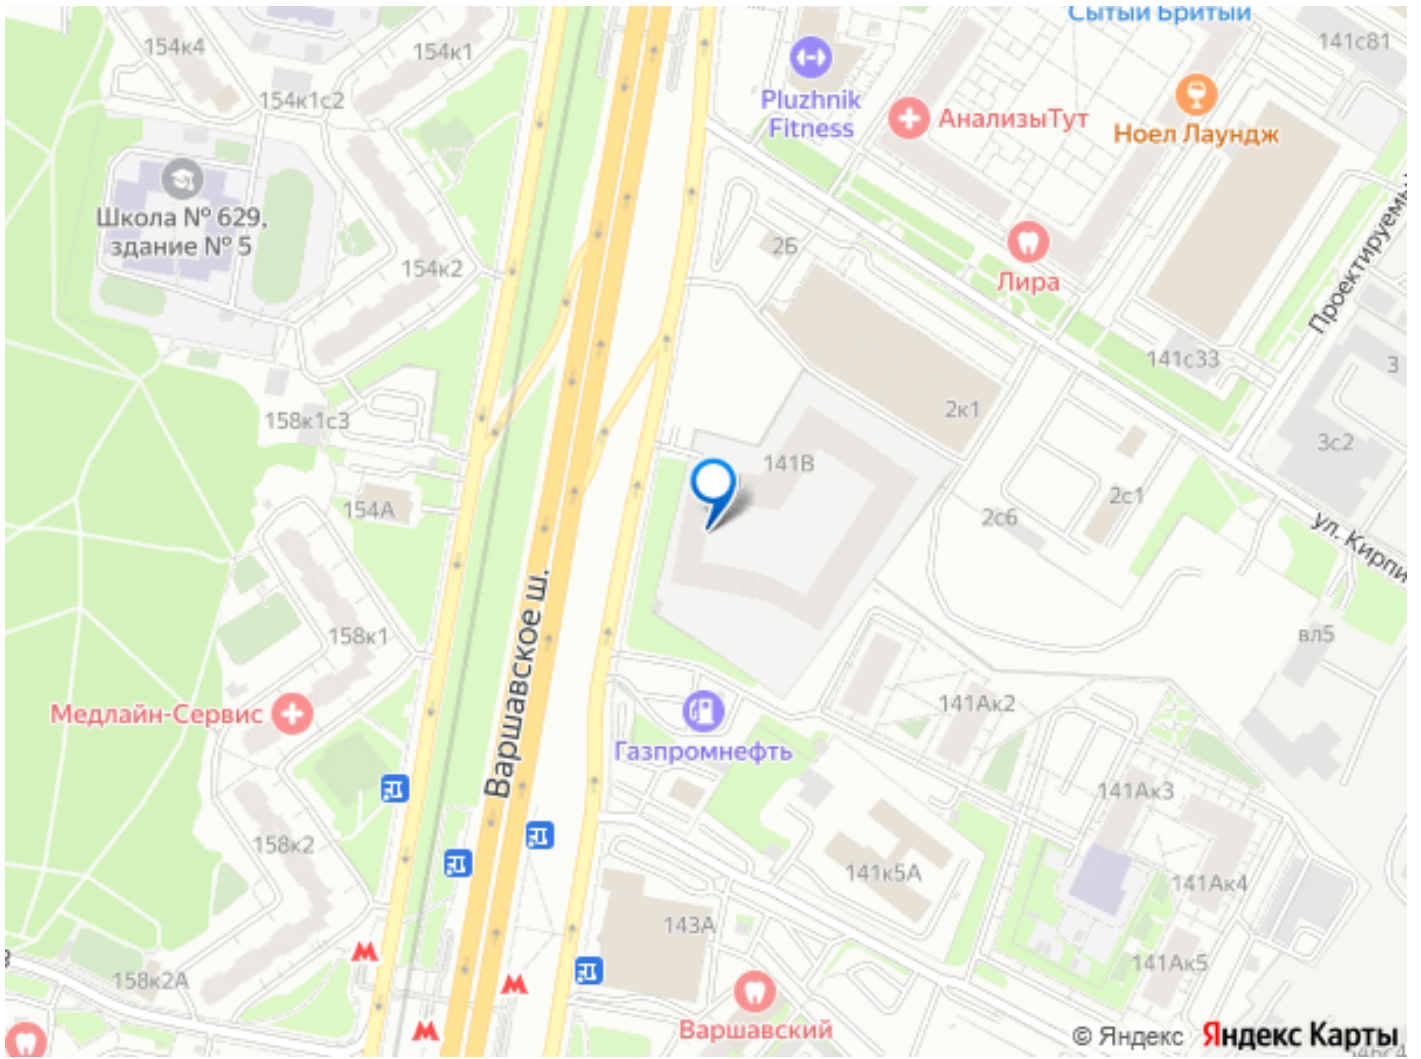 Сытый Бритый
154к4
154к1
141с81
154к1с2
Pluzhnik
Fitness
АнализыТут
Ноел Лаундж
Школа № 629,
здание № 5
154к2
2Б
Лира
141с33
3
158к1с3
2к1
3с2
141В
154А
2с6
2с1
ул. Кирпи
158к1
вл5
Варшавское ш.
Медлайн-Сервис
141Ак2
Газпромнефть
141Ак3
158к2
141к5А
141Ак4
143А
158к2А
141Ак5
Варшавский
© Яндекс
Яндекс Карты